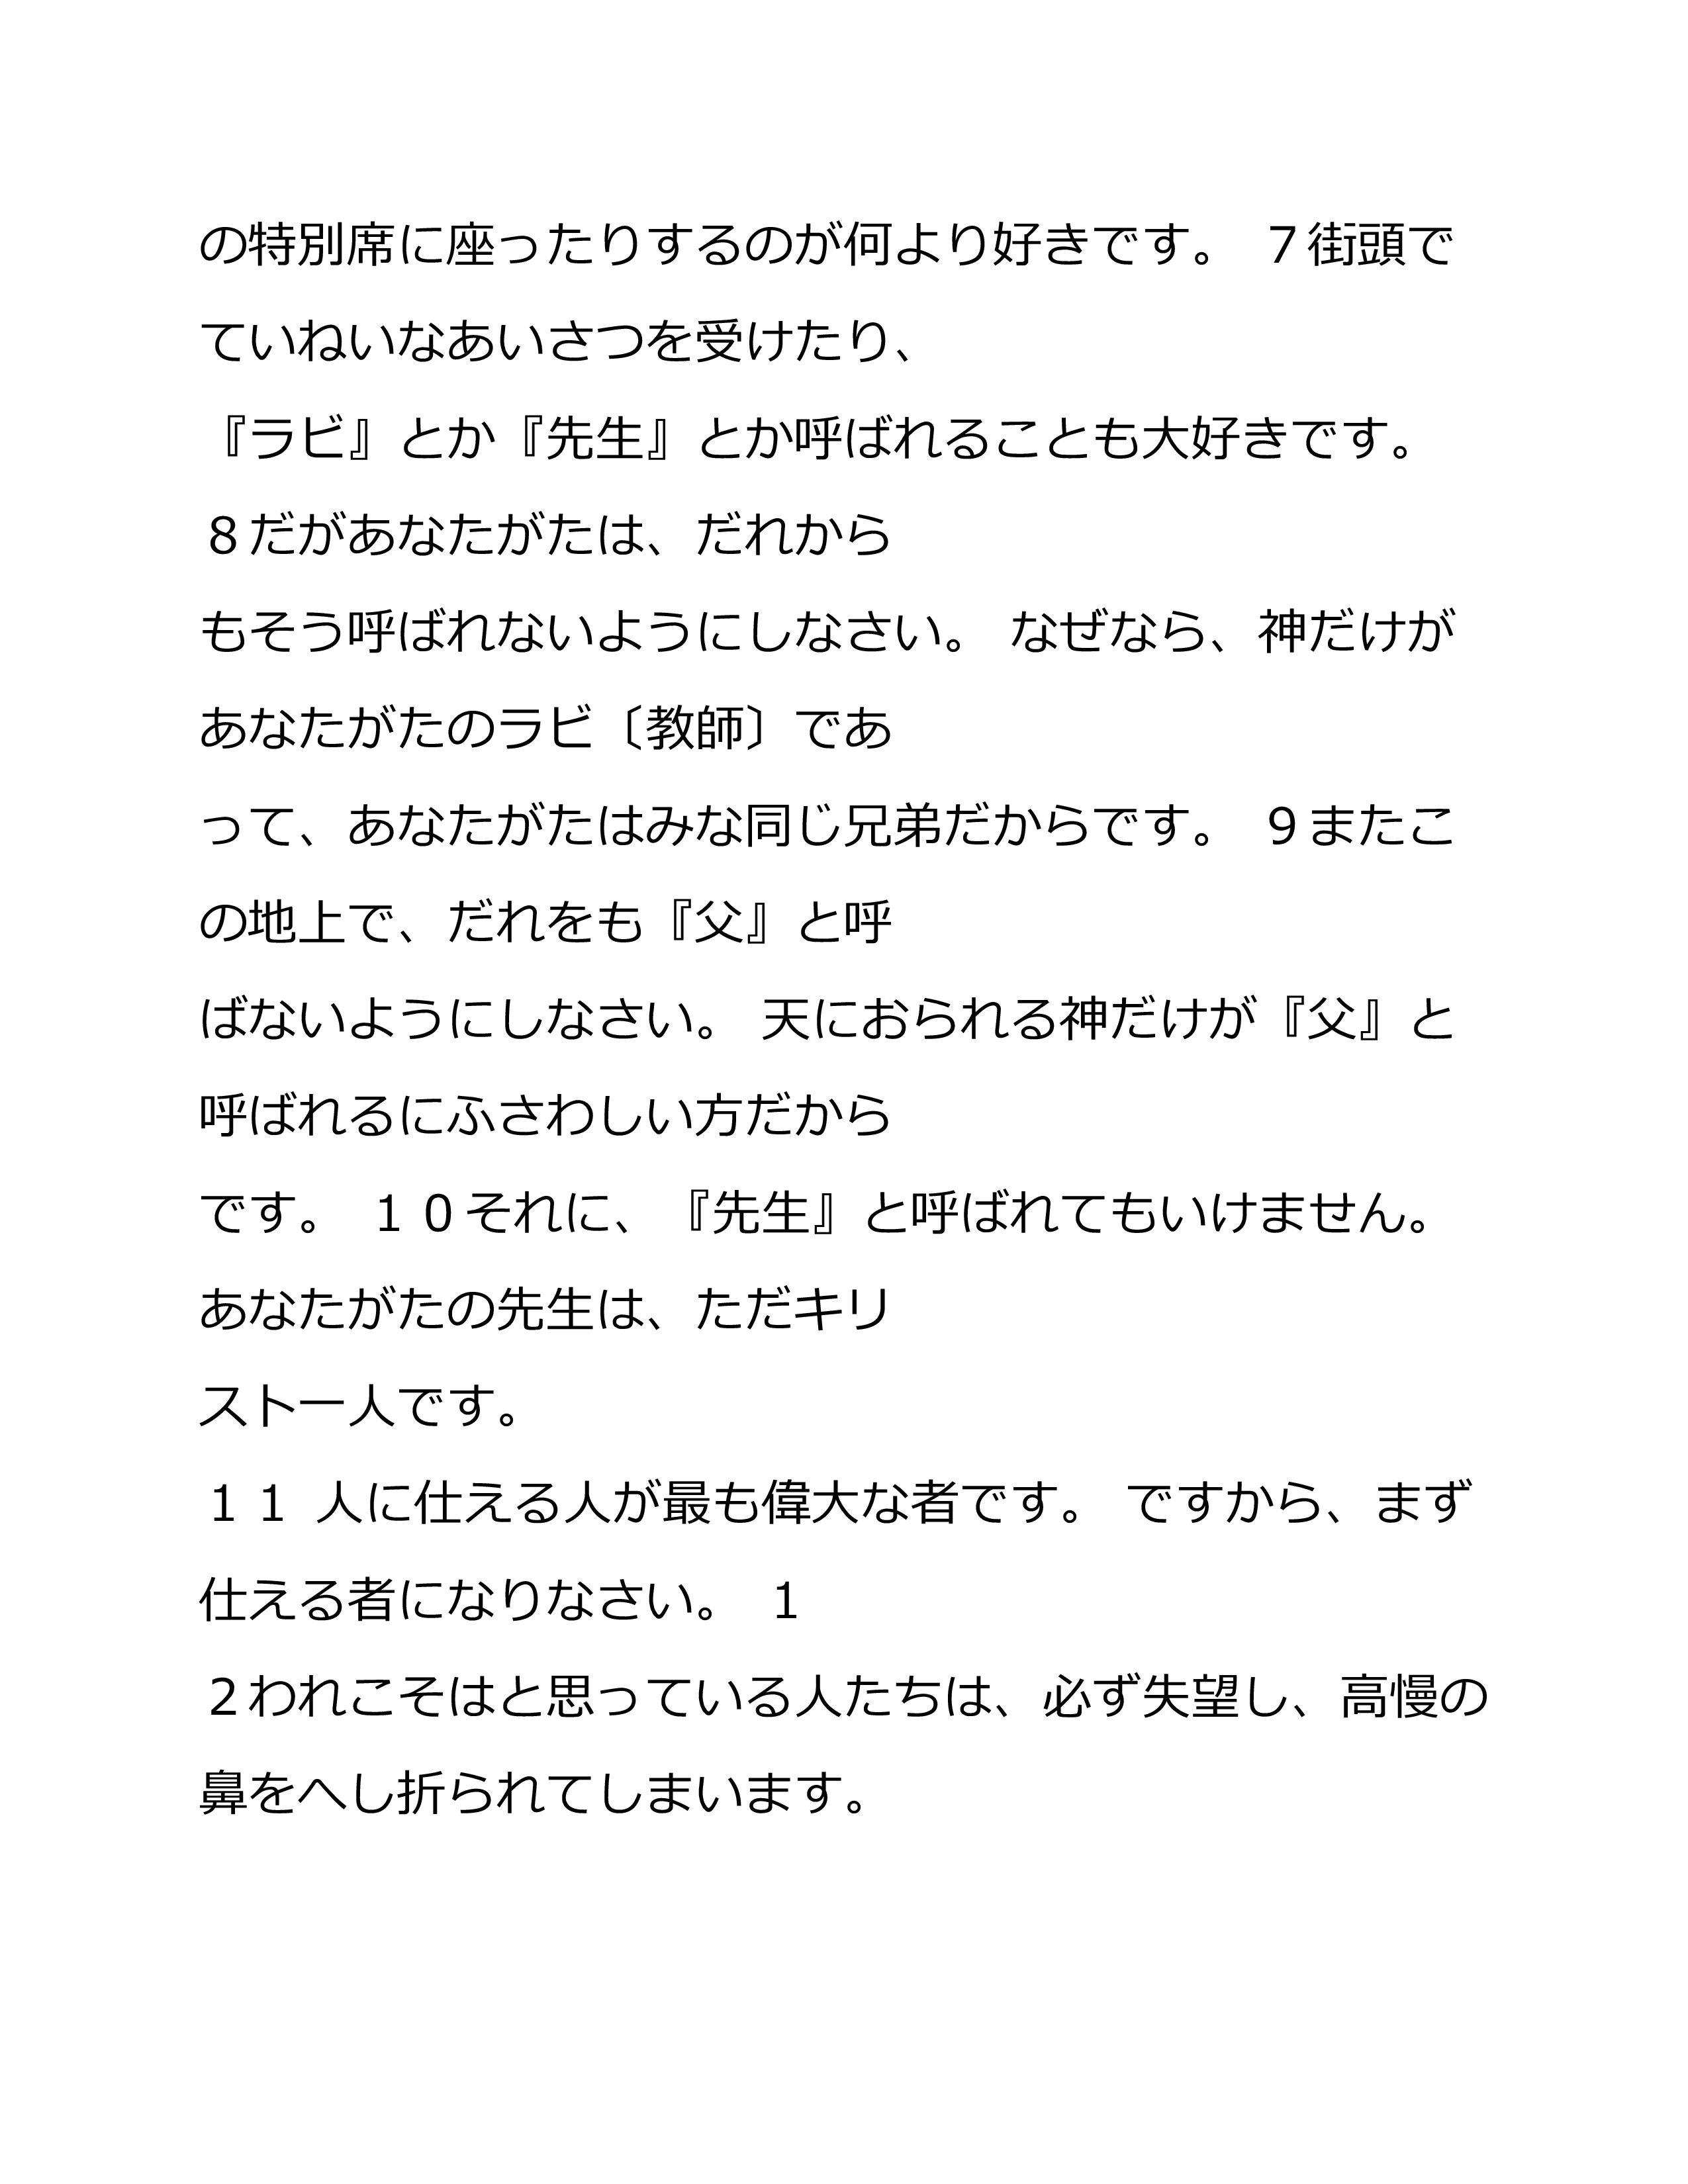 の特別席に座ったりするのが何より好きです。 ７街頭で
ていねいなあいさつを受けたり、
『ラビ』とか『先生』とか呼ばれることも大好きです。
８だがあなたがたは、だれから
もそう呼ばれないようにしなさい。 なぜなら、神だけが
あなたがたのラビ〔教師〕であ
って、あなたがたはみな同じ兄弟だからです。 ９またこ
の地上で、だれをも『父』と呼
ばないようにしなさい。 天におられる神だけが『父』と
呼ばれるにふさわしい方だから
です。 １０それに、『先生』と呼ばれてもいけません。
あなたがたの先生は、ただキリ
スト一人です。
１１ 人に仕える人が最も偉大な者です。 ですから、まず
仕える者になりなさい。 １
２われこそはと思っている人たちは、必ず失望し、高慢の
鼻をへし折られてしまいます。